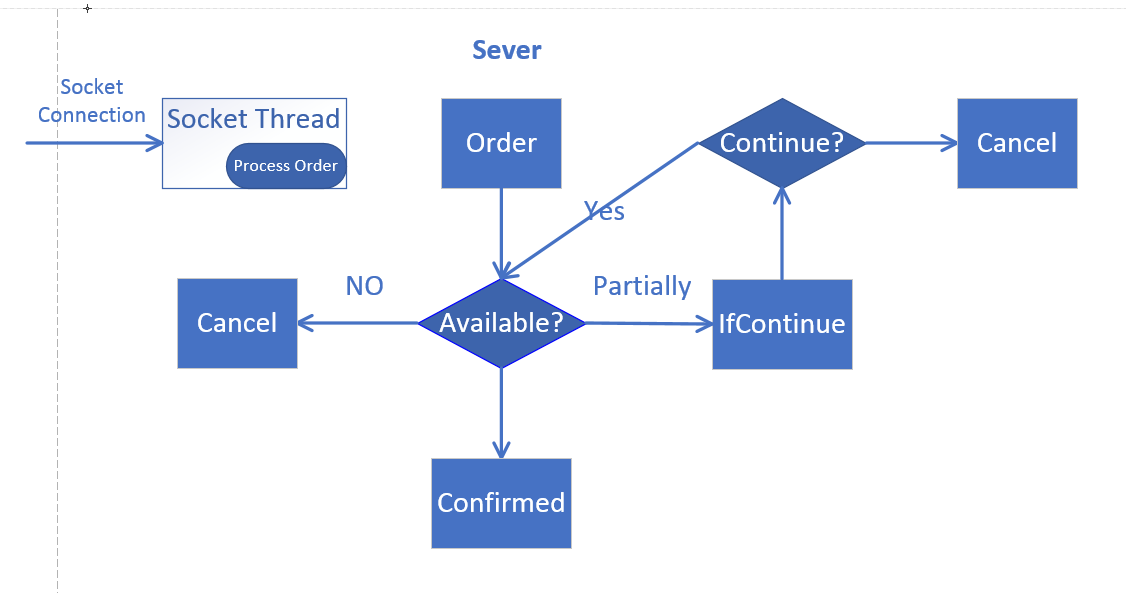 Sever
Socket
Connection
Socket Thread
Process Order
Order
Continue?
Cancel
Yes
NO
Partially
Cancel
Available?
IfContinue
Confirmed